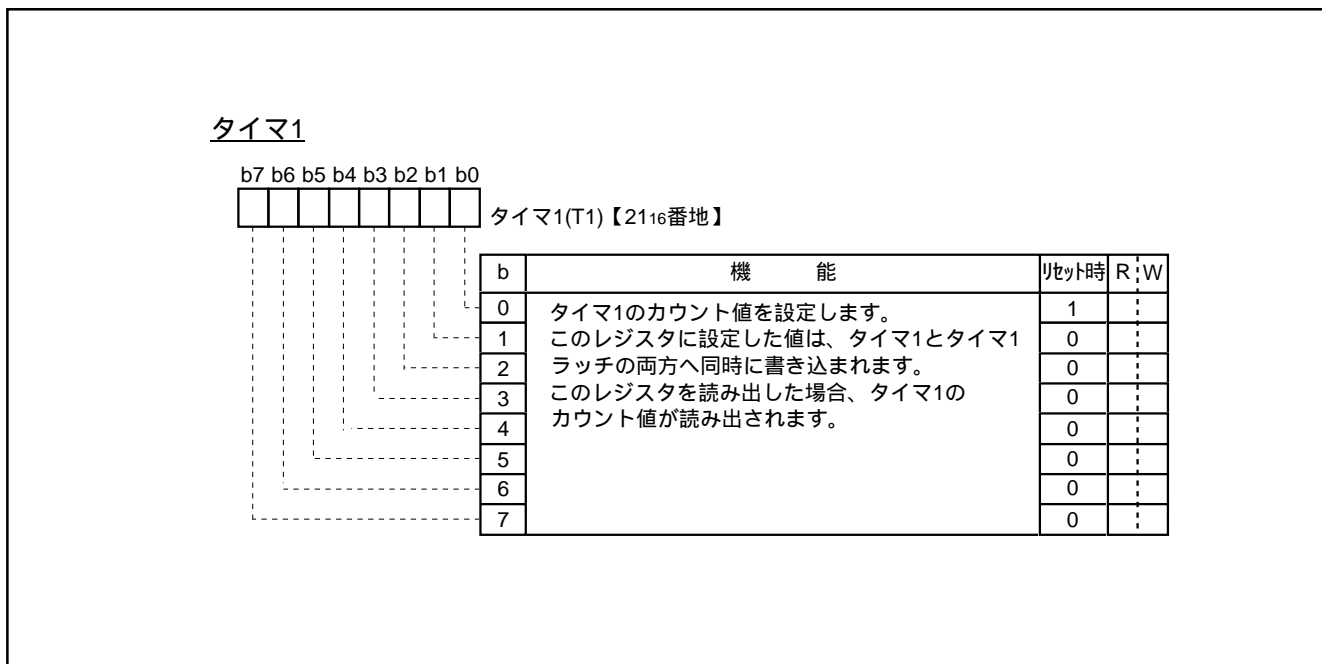 タイマ1
b7 b6 b5 b4 b3 b2 b1 b0
タイマ1(T1)【2116番地】
b 機 能 リセット時 R W
0 タイマ1のカウント値を設定します。 1
1 このレジスタに設定した値は、タイマ1とタイマ1 0
2 ラッチの両方へ同時に書き込まれます。 0
3 このレジスタを読み出した場合、タイマ1の 0
4 カウント値が読み出されます。 0
5 0
6 0
7 0